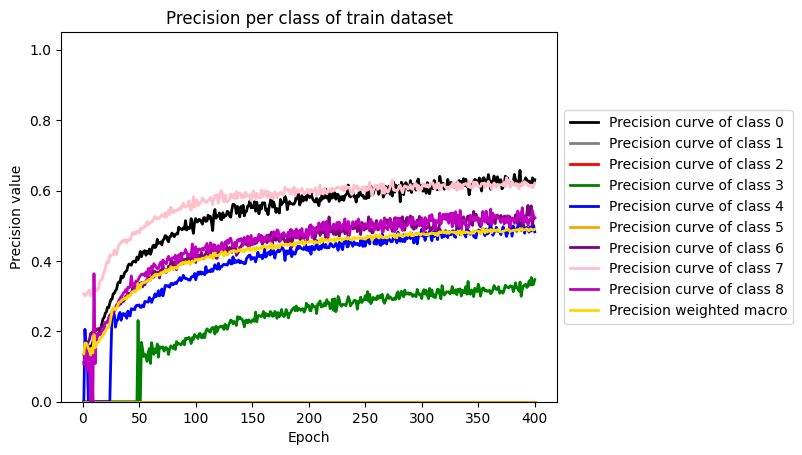 Precision per class of train dataset
1.0
0.8
0.6
0.4
0.2
0.0
Precision value
0
50
100
150
200
250
300
350
400
Epoch
Precision curve of class 0
Precision curve of class 1
Precision curve of class 2
Precision curve of class 3
Precision curve of class 4
Precision curve of class 5
Precision curve of class 6
Precision curve of class 7
Precision curve of class 8
Precision weighted macro